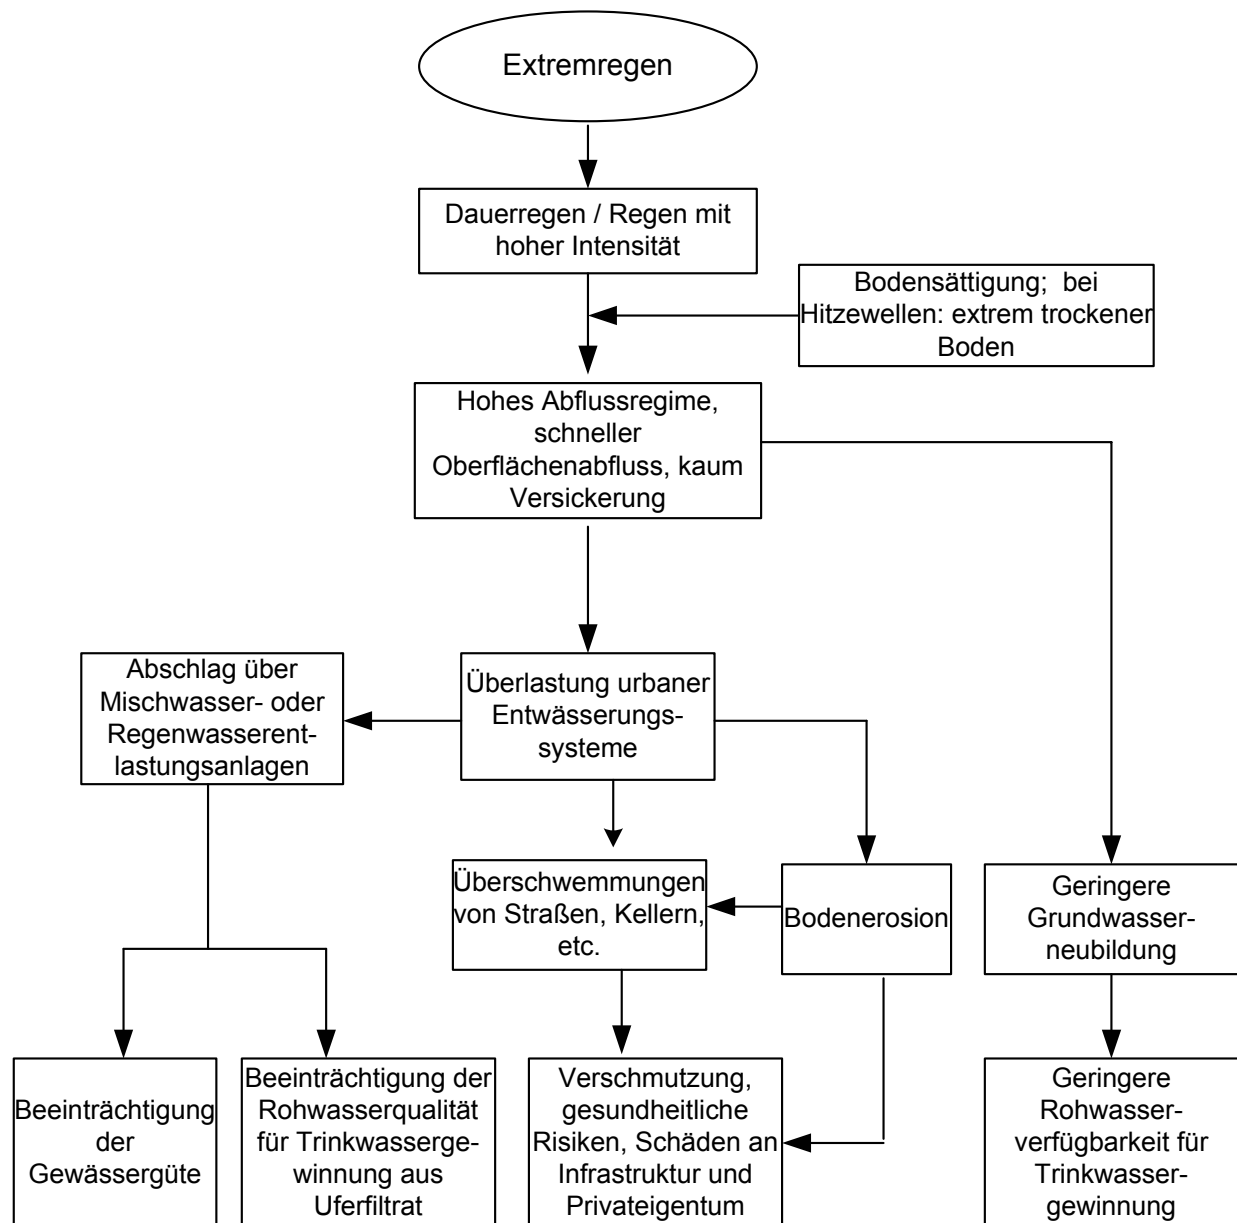 Extremregen
Dauerregen / Regen mit
hoher Intensität
Bodensättigung; bei
Hitzewellen: extrem trockener
Boden
Hohes Abflussregime,
schneller
Oberflächenabfluss, kaum
Versickerung
Abschlag über
Mischwasser- oder
Regenwasserent-
lastungsanlagen
Überlastung urbaner
Entwässerungs-
systeme
Überschwemmungen
von Straßen, Kellern,
etc.
Bodenerosion
Geringere
Grundwasser-
neubildung
Beeinträchtigung
der
Gewässergüte
Beeinträchtigung der
Rohwasserqualität
für Trinkwasserge-
winnung aus
Uferfiltrat
Verschmutzung,
gesundheitliche
Risiken, Schäden an
Infrastruktur und
Privateigentum
Geringere
Rohwasser-
verfügbarkeit für
Trinkwasser-
gewinnung